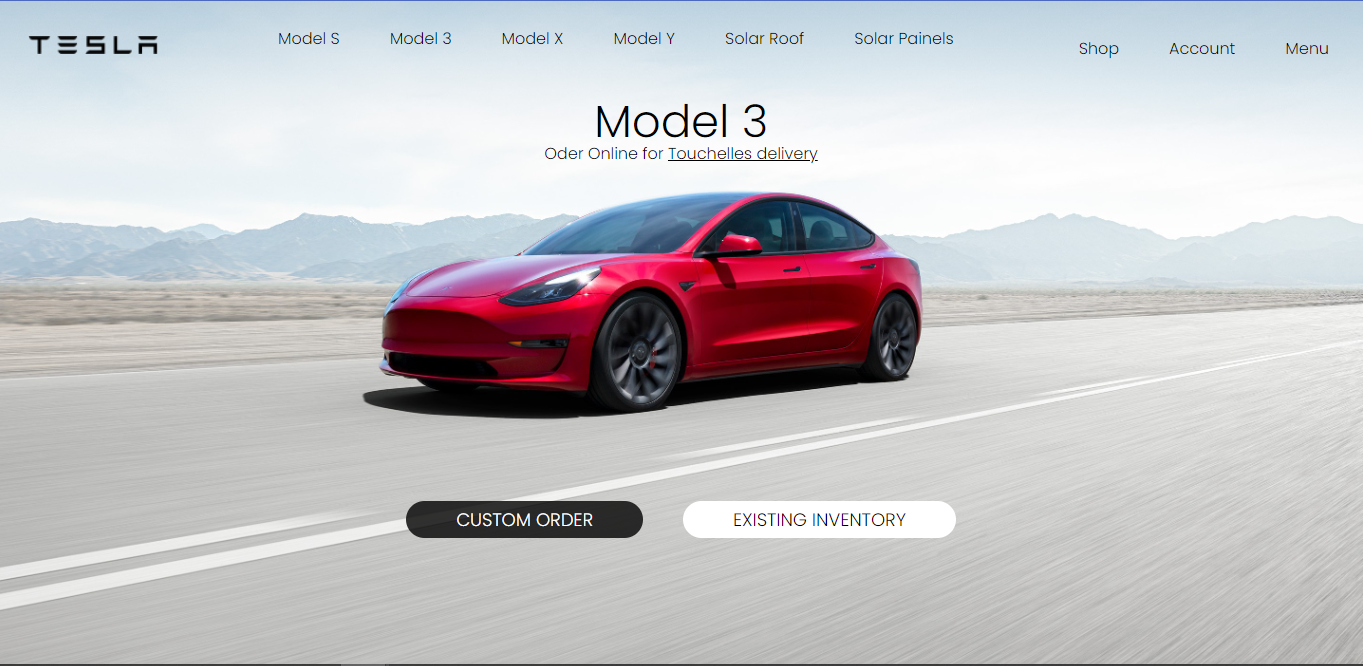 TESLA
Model S Model 3 Model X Model Y Solar Roof Solar Painels
Shop Account Menu
Model 3
Oder Online for Touchelles delivery
CUSTOM ORDER
EXISTING INVENTORY